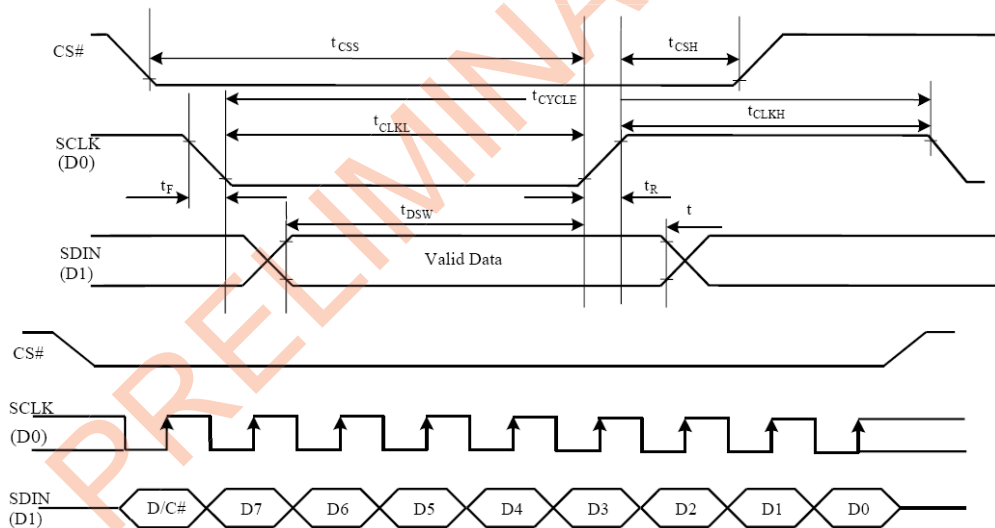 CS#
tCSS
tCSH
tCYCLE
tCLKL
tCLKH
SCLK
(D0)
tF
tR
tDSW
t
SDIN
(D1)
Valid Data
CS#
SCLK
(D0)
SDIN
(D1)
D/C# D7 D6 D5 D4 D3 D2 D1 D0
PRELIMINA